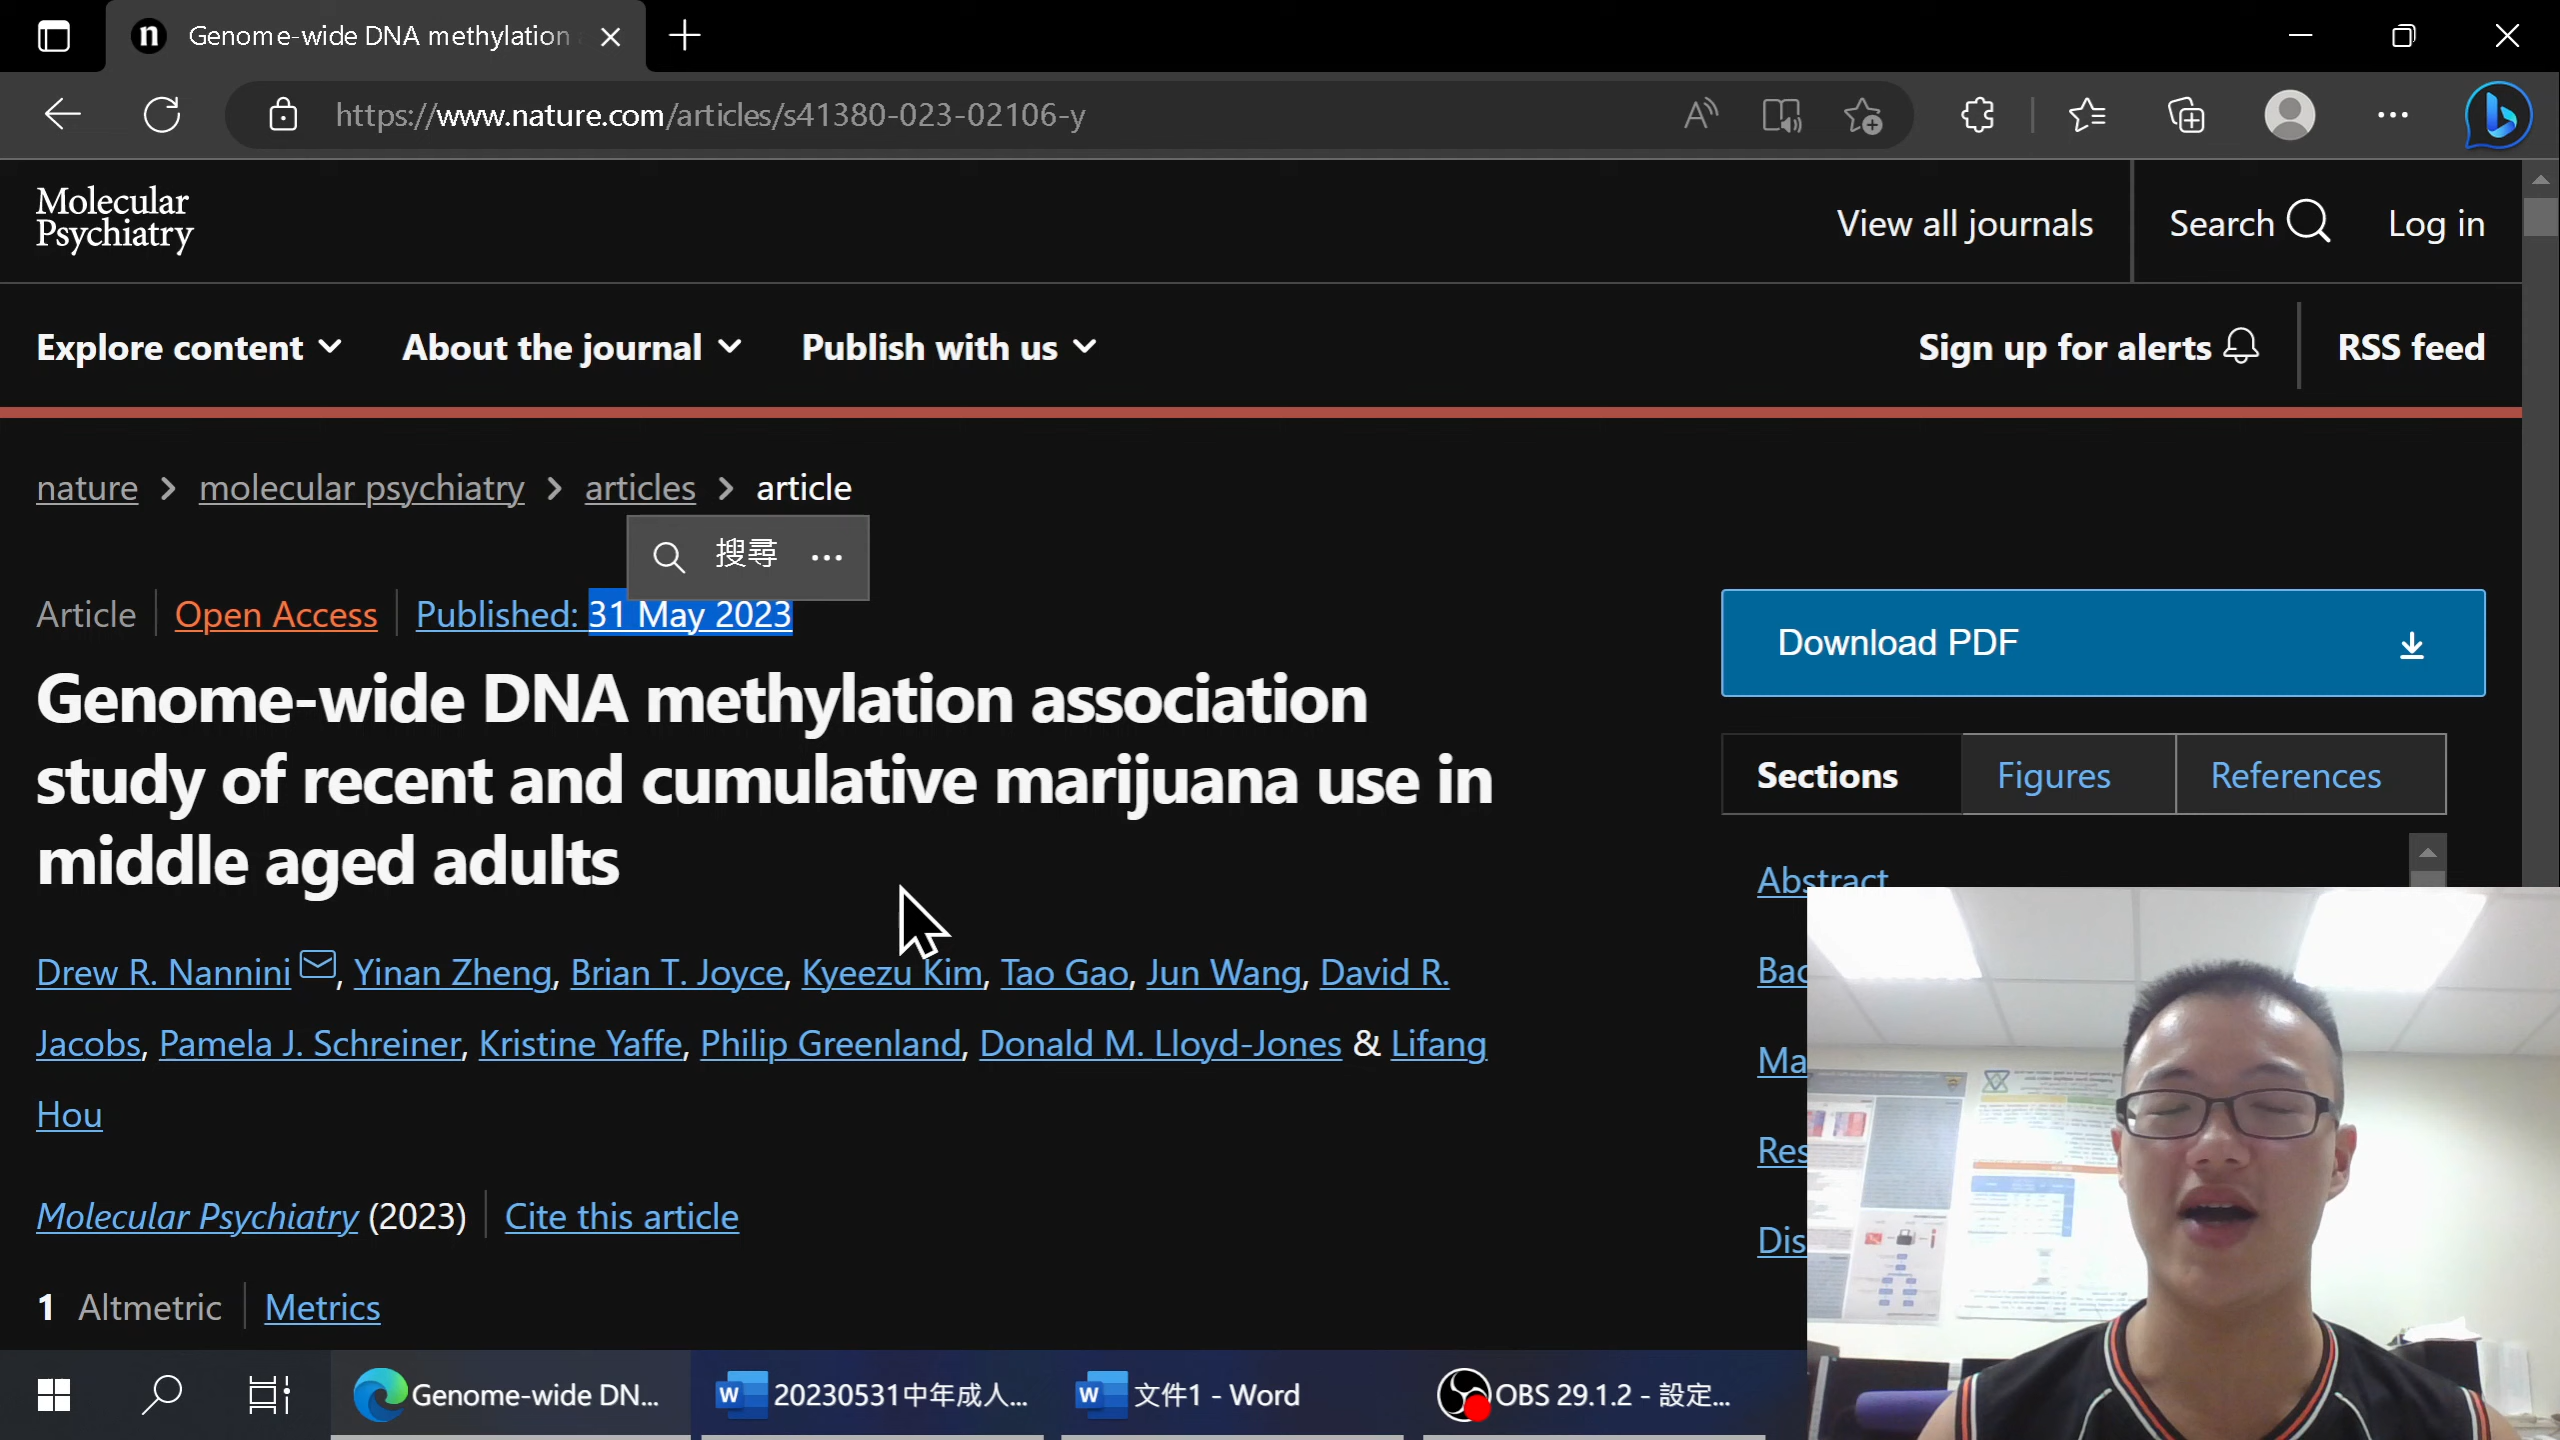 Genome-wide DNA methylation
https://www.nature.com/articles/s41380-023-02106-y
Molecular
Psychiatry
View all journals
Search
Log in
Explore content
About the journal
Publish with us
Sign up for alerts
RSS feed
nature > molecular psychiatry > articles > article
搜尋 ...
Article
Open Access
Published: 31 May 2023
Download PDF
Genome-wide DNA methylation association
study of recent and cumulative marijuana use in
middle aged adults
Sections
Figures
References
Abstract
Drew R. Nannini, Yinan Zheng, Brian T. Joyce, Kyeezu Kim, Tao Gao, Jun Wang, David R.
Jacobs, Pamela J. Schreiner, Kristine Yaffe, Philip Greenland, Donald M. Lloyd-Jones & Lifang
Hou
Bac
Ma
Res
Dis
Molecular Psychiatry (2023)
Cite this article
1 Altmetric
Metrics
Genome-wide DN...
20230531中年成人...
文件1 - Word
OBS 29.1.2 - 設定...